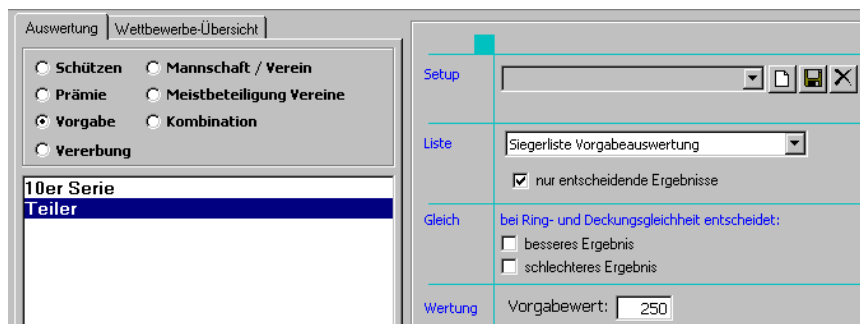 Auswertung Wettbewerbe-Übersicht
Schützen Mannschaft / Verein
Prämie Meistbeteiligung Vereine
Vorgabe Kombination
Vererbung
10er Serie
Teiler
Setup
Liste Siegerliste Vorgabeauswertung
nur entscheidende Ergebnisse
Gleich bei Ring- und Deckungsgleichheit entscheidet:
besseres Ergebnis
schlechteres Ergebnis
Wertung Vorgabewert: 250